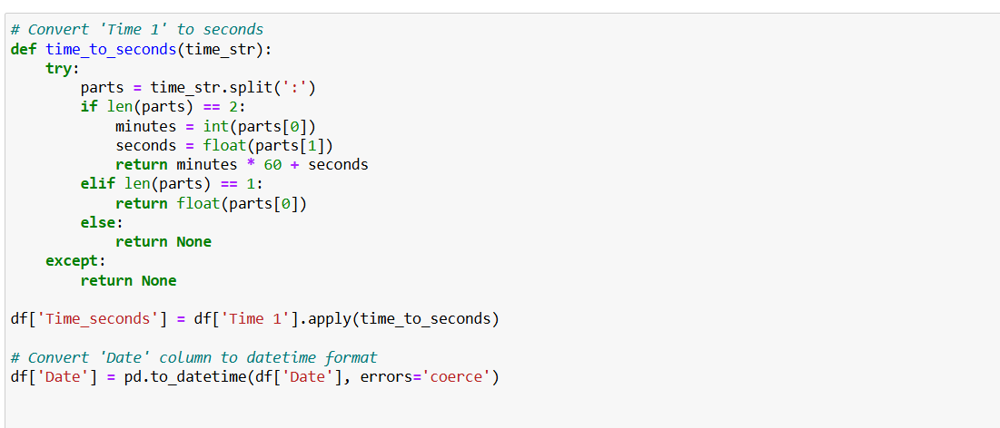 # Convert 'Time 1' to seconds
def time_to_seconds(time_str):
    try:
        parts = time_str.split(':')
        if len(parts) == 2:
            minutes = int(parts[0])
            seconds = float(parts[1])
            return minutes * 60 + seconds
        elif len(parts) == 1:
            return float(parts[0])
        else:
            return None
    except:
        return None
df['Time_seconds'] = df['Time 1'].apply(time_to_seconds)
# Convert 'Date' column to datetime format
df['Date'] = pd.to_datetime(df['Date'], errors='coerce')